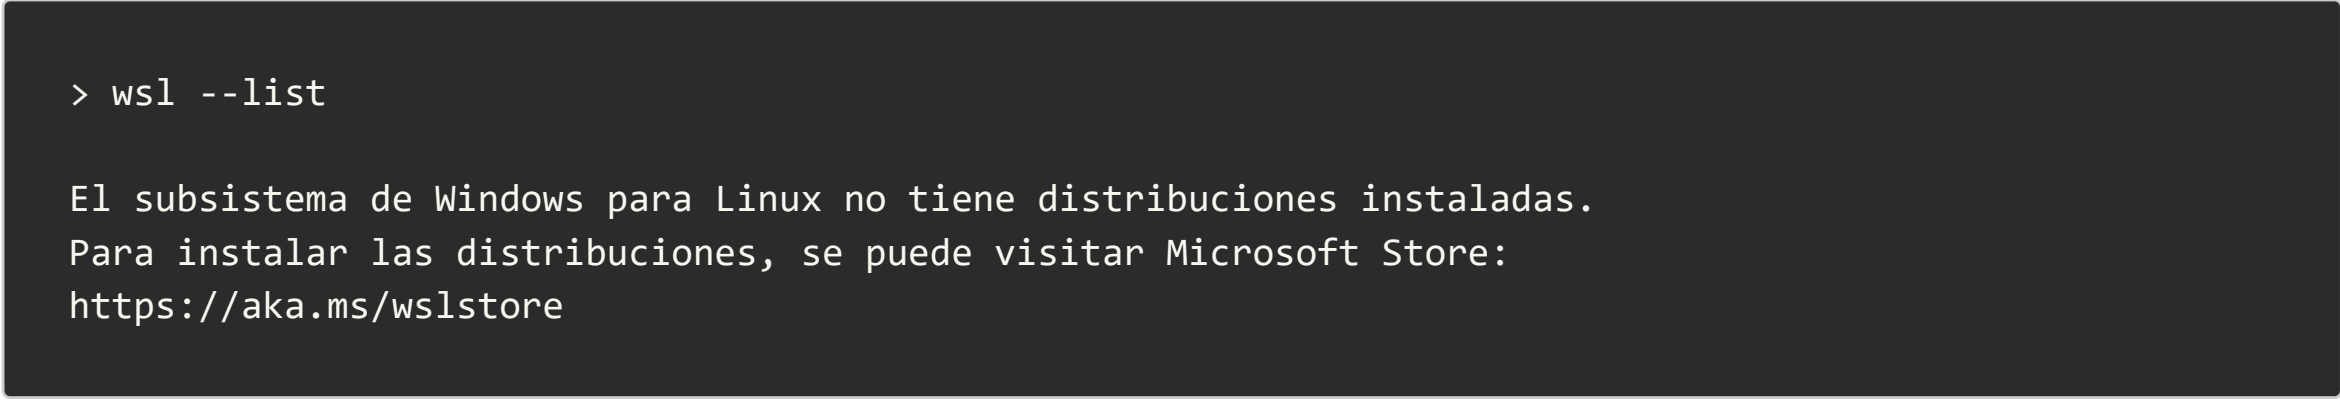 > wsl --list
El subsistema de Windows para Linux no tiene distribuciones instaladas.
Para instalar las distribuciones, se puede visitar Microsoft Store:
https://aka.ms/wslstore